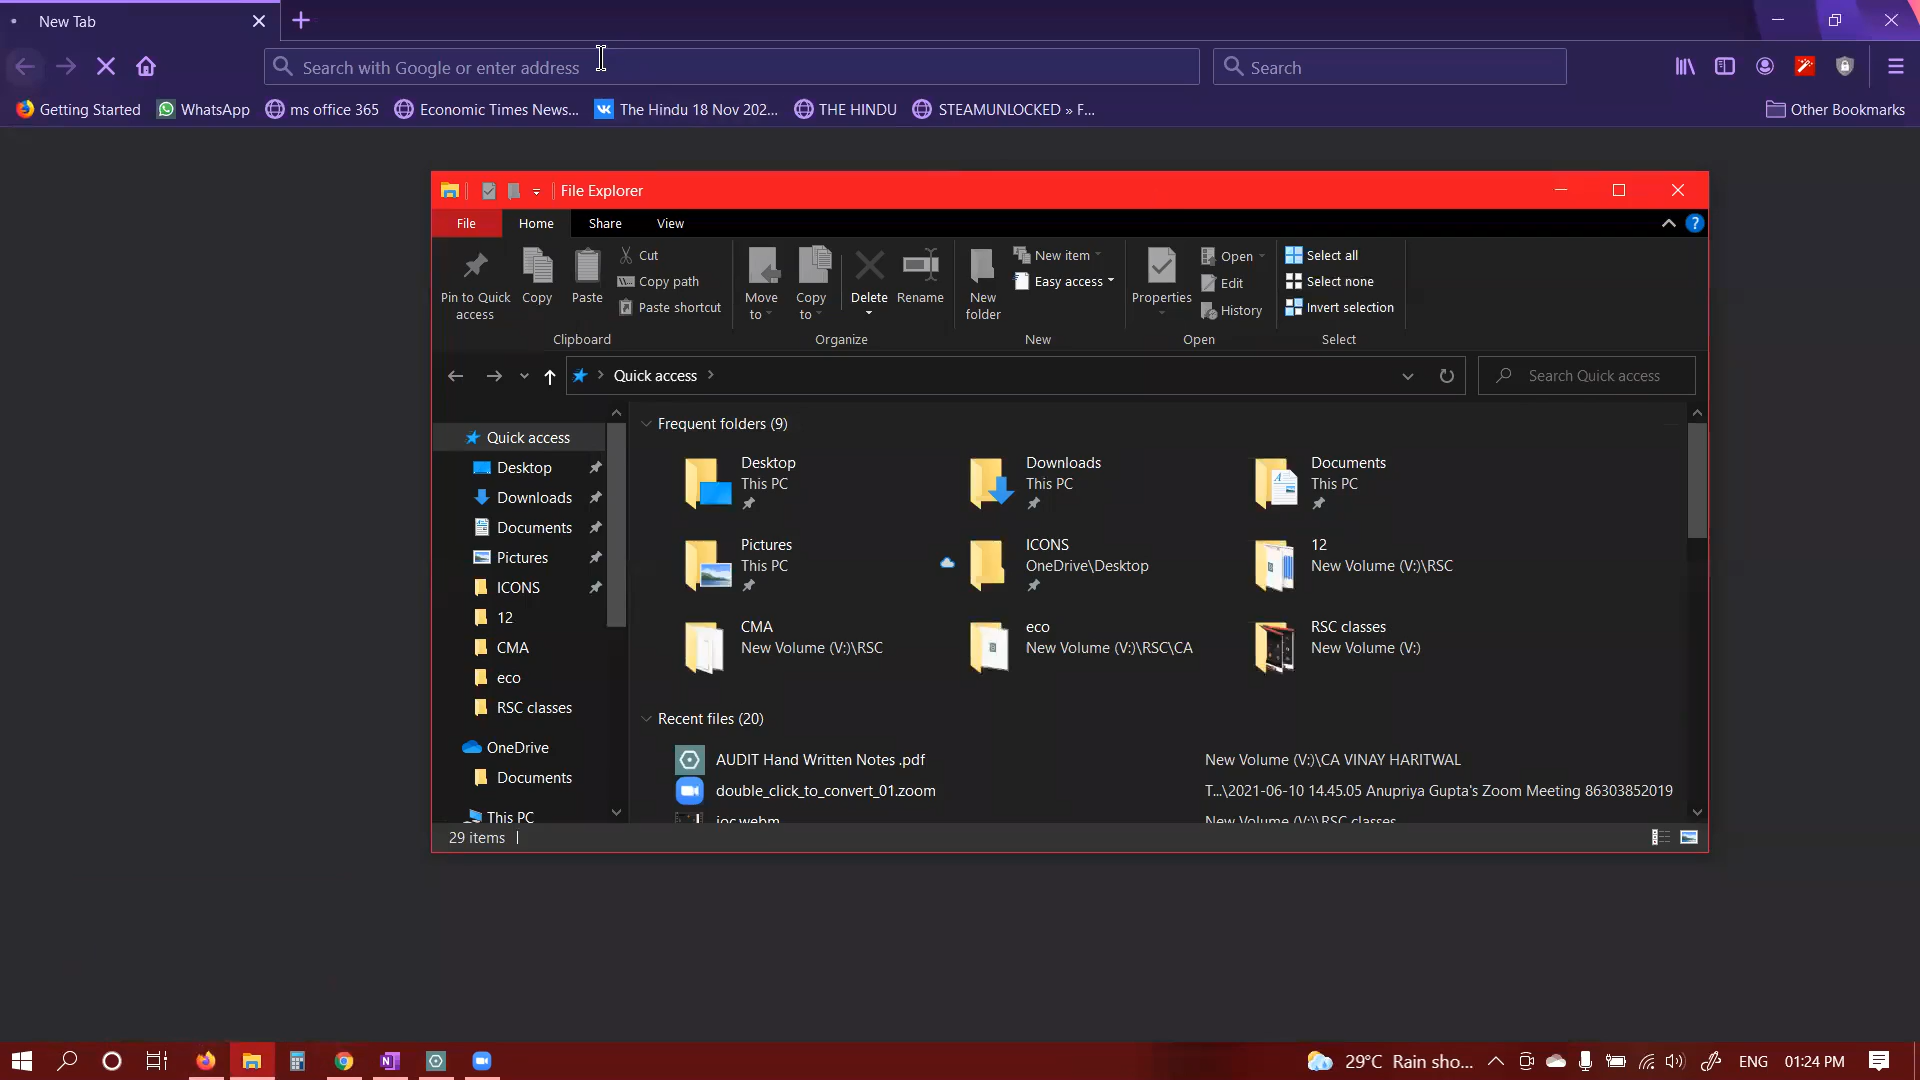 New Tab
Search with Google or enter address
Search
Getting Started
WhatsApp
ms office 365
Economic Times News...
The Hindu 18 Nov 202...
THE HINDU
STEAMUNLOCKED » F...
Other Bookmarks
File Explorer
File
Home
Share
View
Pin to Quick access
Copy
Paste
Cut
Copy path
Paste shortcut
Clipboard
Move to
Copy to
Delete
Rename
Organize
New folder
New item
Easy access
New
Properties
Open
Edit
History
Open
Select all
Select none
Invert selection
Select
Quick access
Search Quick access
Quick access
Desktop
Downloads
Documents
Pictures
ICONS
12
CMA
eco
RSC classes
OneDrive
Documents
This PC
Frequent folders (9)
Desktop
This PC
Downloads
This PC
Documents
This PC
Pictures
This PC
ICONS
OneDrive\Desktop
12
New Volume (V:)\RSC
CMA
New Volume (V:)\RSC
eco
New Volume (V:)\RSC\CA
RSC classes
New Volume (V:)
Recent files (20)
AUDIT Hand Written Notes .pdf
New Volume (V:)\CA VINAY HARITWAL
double_click_to_convert_01.zoom
T...\2021-06-10 14.45.05 Anupriya Gupta's Zoom Meeting 86303852019
New Volume (V:)\RSC classes
29 items
29°C Rain sho...
ENG
01:24 PM